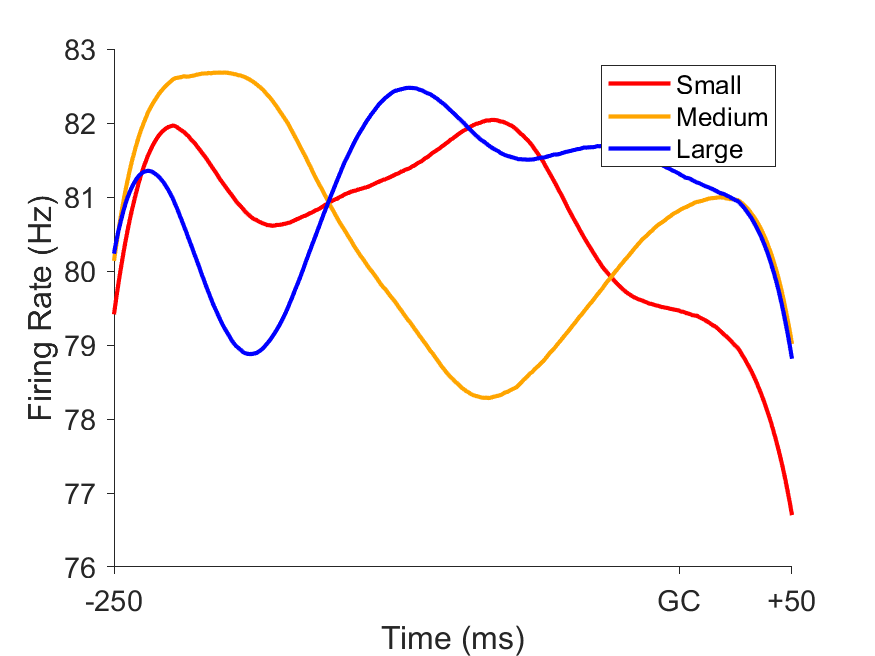 83
82
81
80
79
78
77
76
Firing Rate (Hz)
Small
Medium
Large
-250 GC +50
Time (ms)